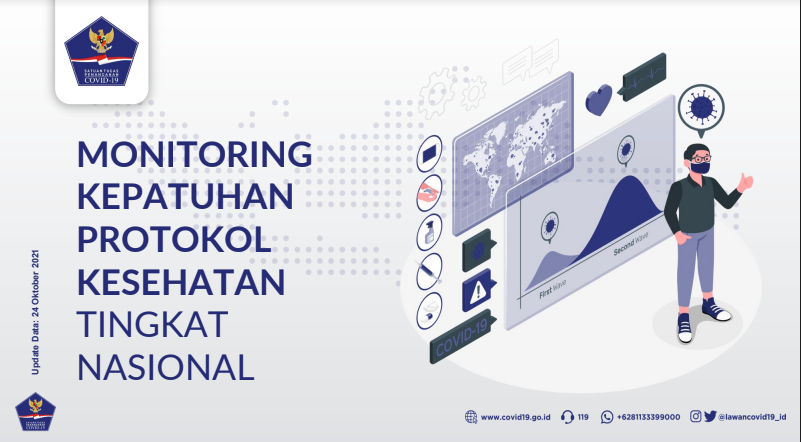 SATUAN TUGAS
PENANGANAN
COVID-19
MONITORING
KEPATUHAN
PROTOKOL
KESEHATAN
TINGKAT
NASIONAL
Update Data: 24 Oktober 2021
First Wave
Second Wave
COVID-19
www.covid19.go.id
119
+6281133399000
@lawancovid19_id